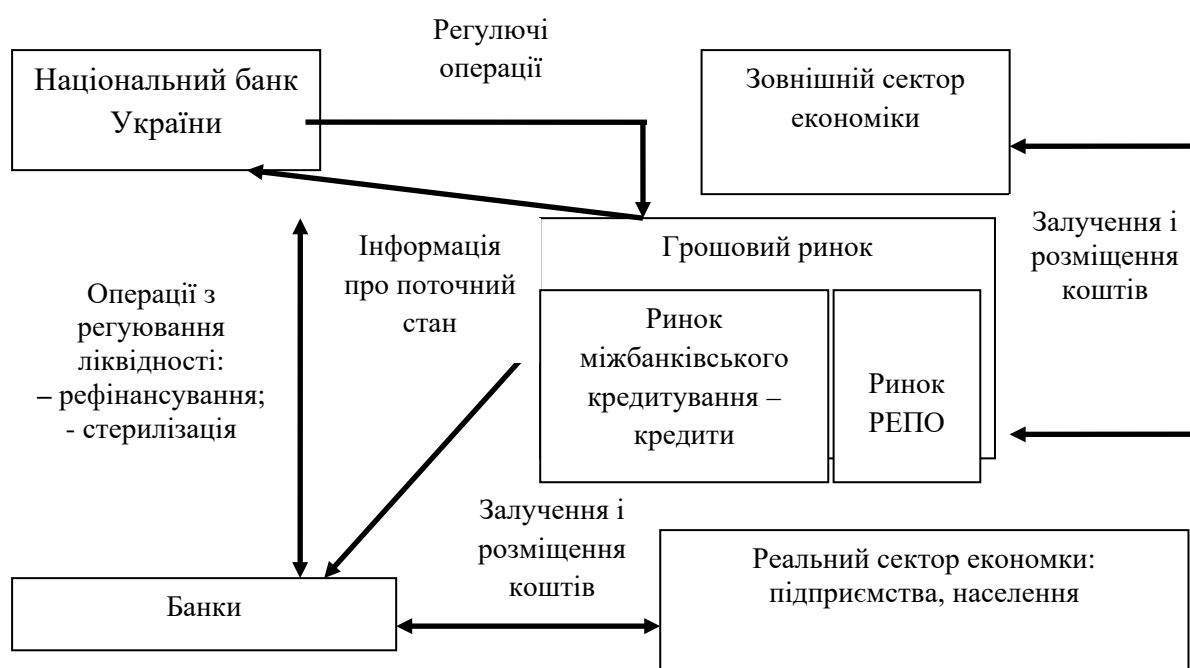 Регулючі
операції
Національний банк
України
Зовнішній сектор
економіки
Залучення і
розміщення
коштів
Інформація
про поточний
стан
Грошовий ринок
Операції з
регуювання
ліквідності:
– рефінансування;
- стерилізація
Ринок
міжбанківського
кредитування –
кредити
Ринок
РЕПО
Залучення і
розміщення
коштів
Реальний сектор економки:
підприємства, населення
Банки